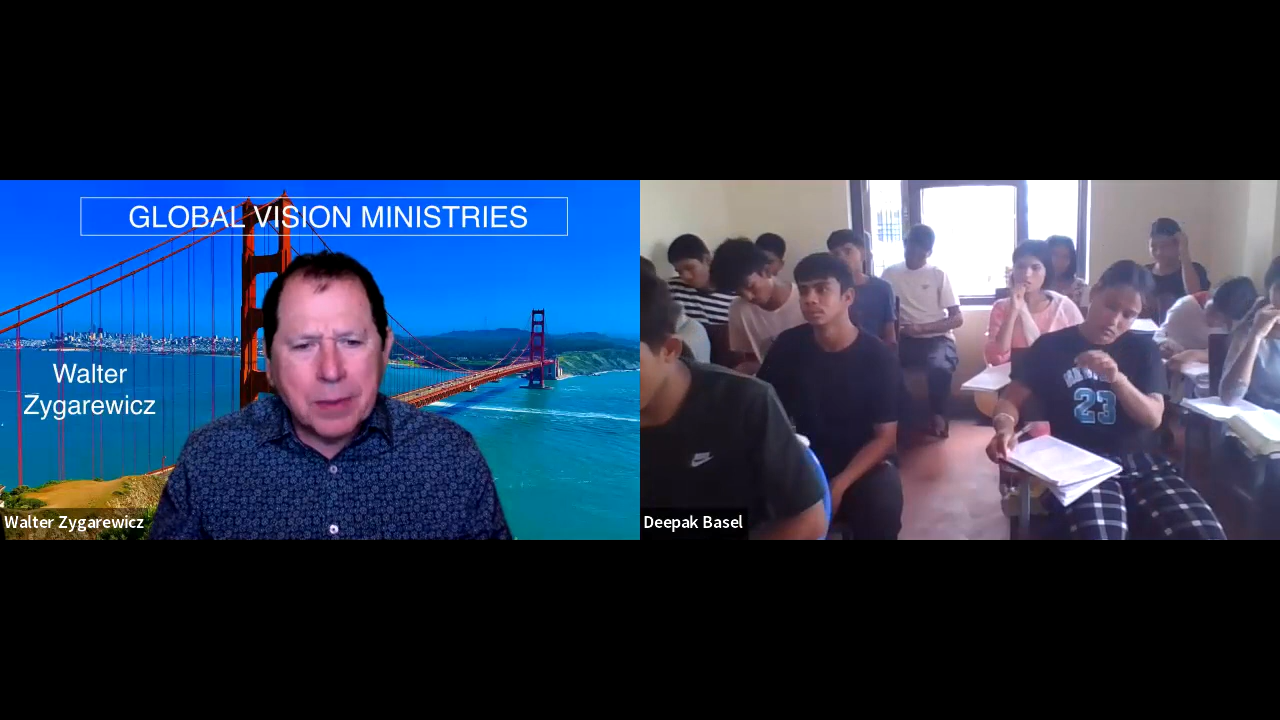 GLOBAL VISION MINISTRIES
Walter
Zygarewicz
Walter Zygarewicz
Deepak Basel
23